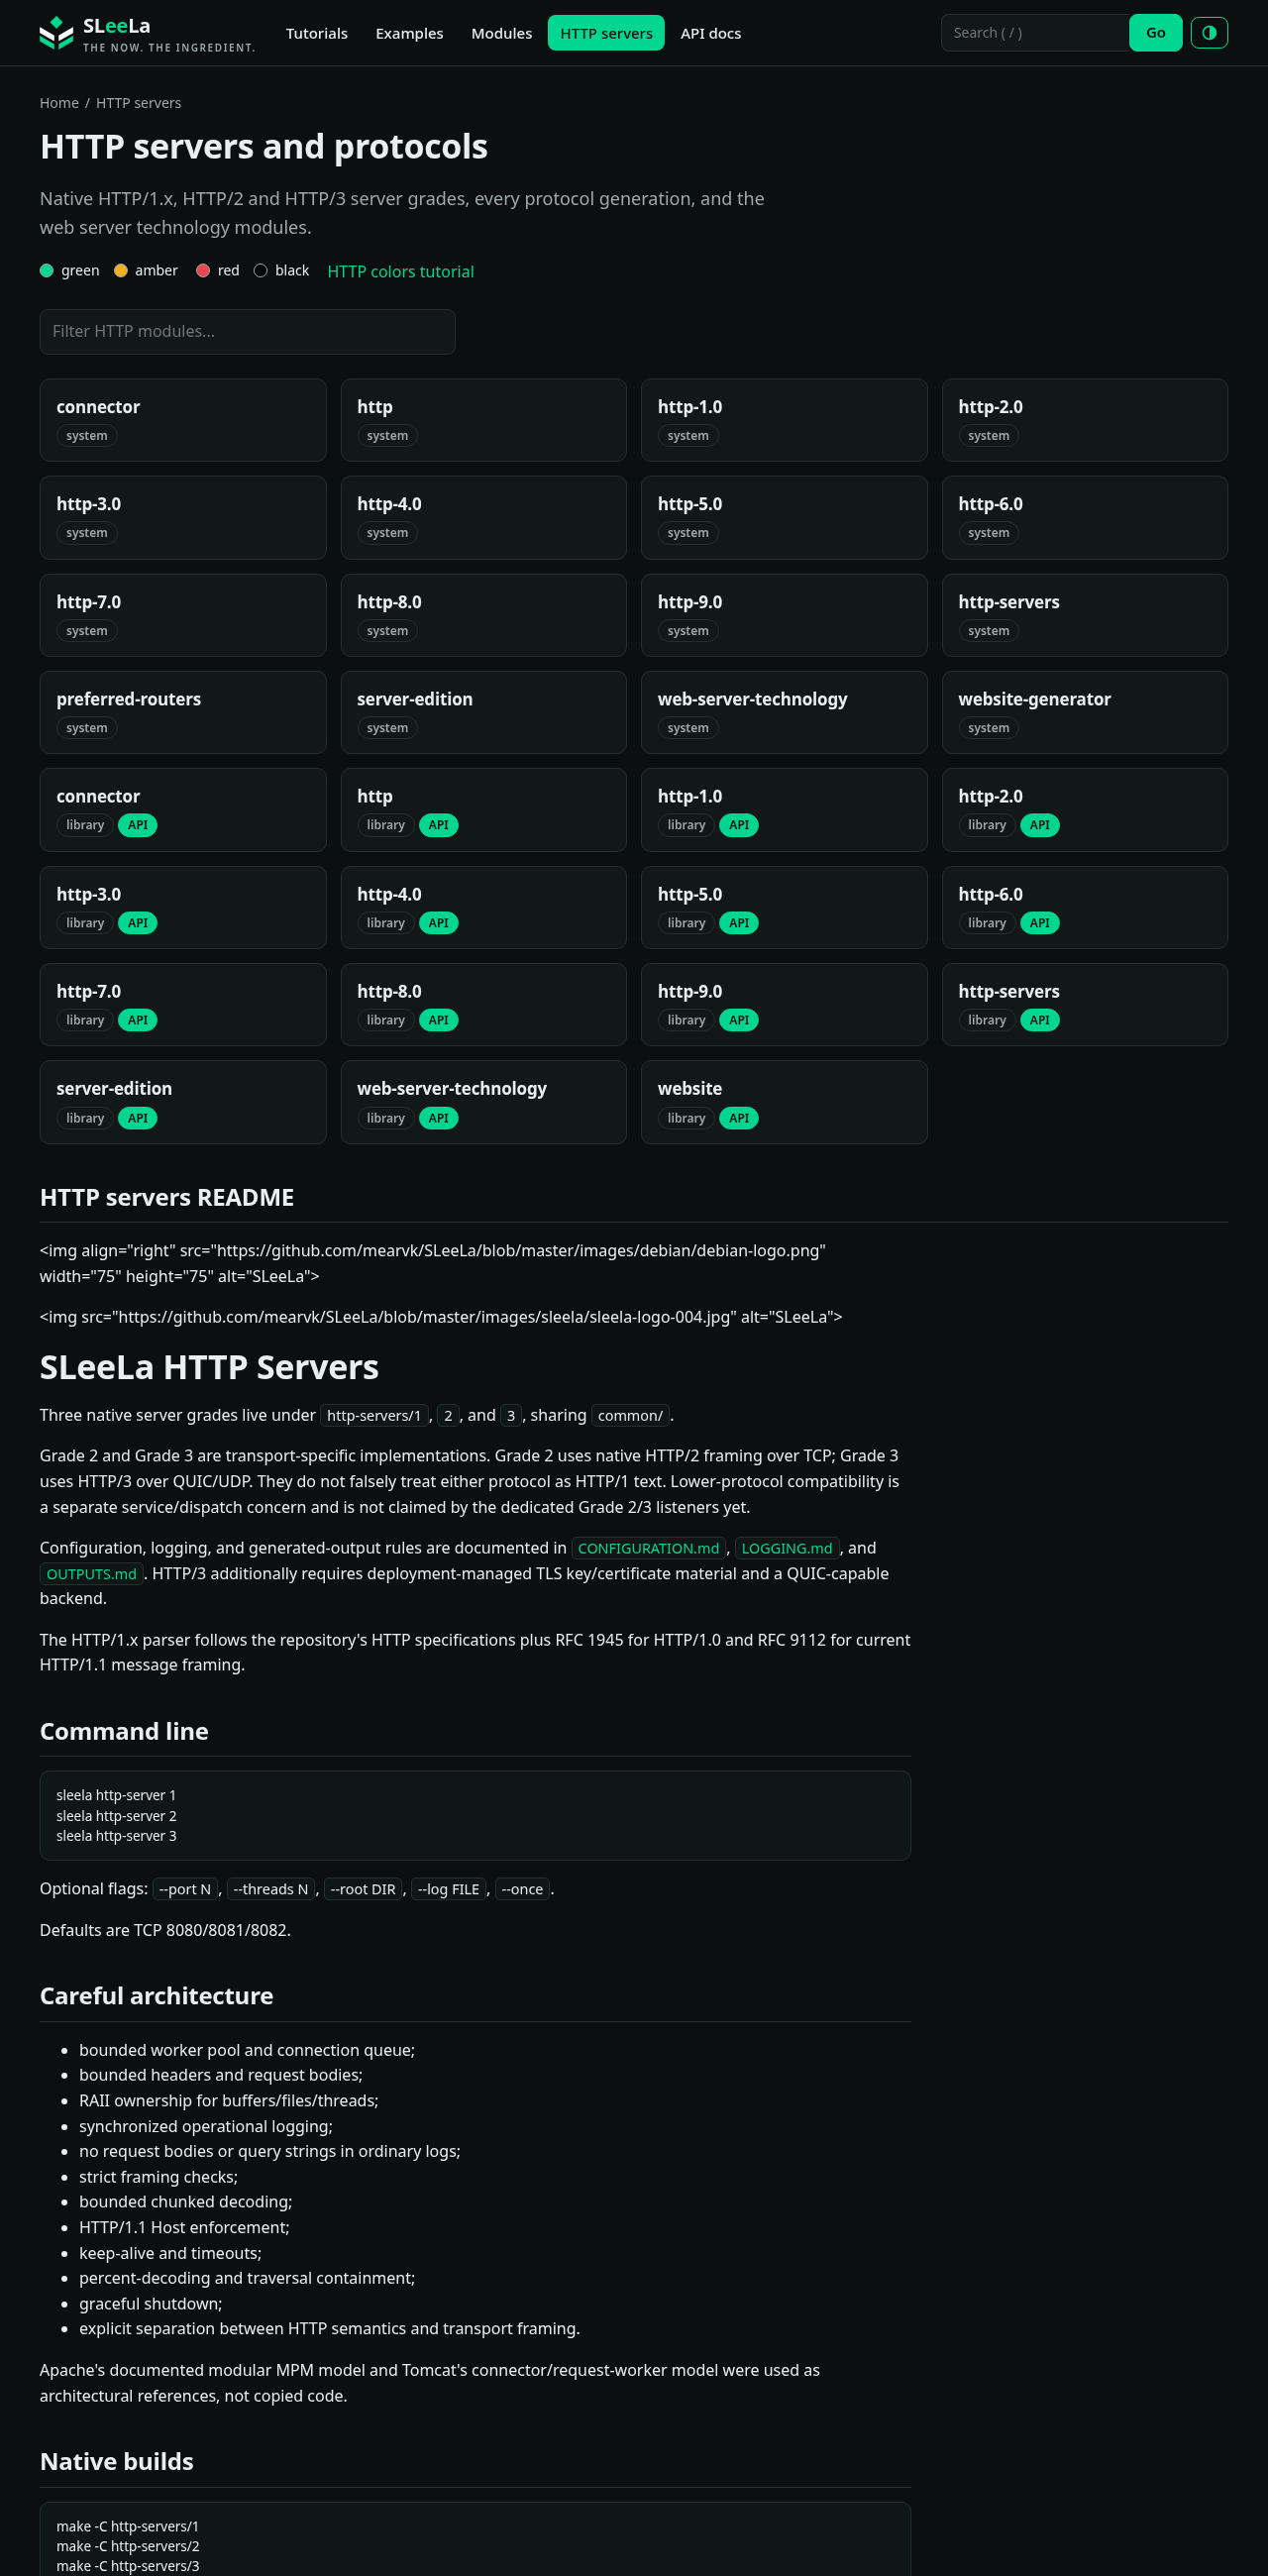 SLeeLa
THE NOW. THE INGREDIENT.
Tutorials Examples Modules HTTP servers API docs
Search ( / ) Go
Home / HTTP servers
HTTP servers and protocols
Native HTTP/1.x, HTTP/2 and HTTP/3 server grades, every protocol generation, and the
web server technology modules.
green amber red black HTTP colors tutorial
Filter HTTP modules...
connector http http-1.0 http-2.0
system system system system
http-3.0 http-4.0 http-5.0 http-6.0
system system system system
http-7.0 http-8.0 http-9.0 http-servers
system system system system
preferred-routers server-edition web-server-technology website-generator
system system system system
connector http http-1.0 http-2.0
library API library API library API library API
http-3.0 http-4.0 http-5.0 http-6.0
library API library API library API library API
http-7.0 http-8.0 http-9.0 http-servers
library API library API library API library API
server-edition web-server-technology website
library API library API library API
HTTP servers README
<img align="right" src="https://github.com/mearvk/SLeeLa/blob/master/images/debian/debian-logo.png"
width="75" height="75" alt="SLeeLa">
<img src="https://github.com/mearvk/SLeeLa/blob/master/images/sleela/sleela-logo-004.jpg" alt="SLeeLa">
SLeeLa HTTP Servers
Three native server grades live under http-servers/1, 2, and 3, sharing common/.
Grade 2 and Grade 3 are transport-specific implementations. Grade 2 uses native HTTP/2 framing over TCP; Grade 3
uses HTTP/3 over QUIC/UDP. They do not falsely treat either protocol as HTTP/1 text. Lower-protocol compatibility is
a separate service/dispatch concern and is not claimed by the dedicated Grade 2/3 listeners yet.
Configuration, logging, and generated-output rules are documented in CONFIGURATION.md, LOGGING.md, and
OUTPUTS.md. HTTP/3 additionally requires deployment-managed TLS key/certificate material and a QUIC-capable
backend.
The HTTP/1.x parser follows the repository's HTTP specifications plus RFC 1945 for HTTP/1.0 and RFC 9112 for current
HTTP/1.1 message framing.
Command line
sleela http-server 1
sleela http-server 2
sleela http-server 3
Optional flags: --port N, --threads N, --root DIR, --log FILE, --once.
Defaults are TCP 8080/8081/8082.
Careful architecture
• bounded worker pool and connection queue;
• bounded headers and request bodies;
• RAII ownership for buffers/files/threads;
• synchronized operational logging;
• no request bodies or query strings in ordinary logs;
• strict framing checks;
• bounded chunked decoding;
• HTTP/1.1 Host enforcement;
• keep-alive and timeouts;
• percent-decoding and traversal containment;
• graceful shutdown;
• explicit separation between HTTP semantics and transport framing.
Apache's documented modular MPM model and Tomcat's connector/request-worker model were used as
architectural references, not copied code.
Native builds
make -C http-servers/1
make -C http-servers/2
make -C http-servers/3